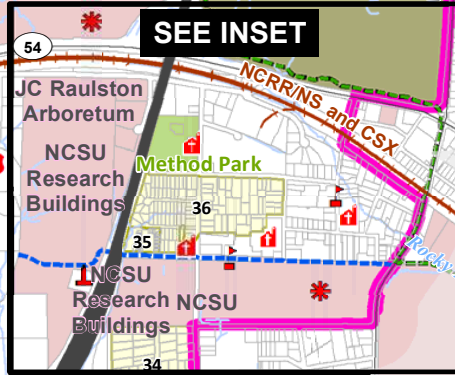 SEE INSET
54
NCRR/NS and CSX
JC Raulston
Arboretum
NCSU
Research
Buildings
Method Park
36
35
Rocky
NCSU
Research
Buildings
NCSU
34